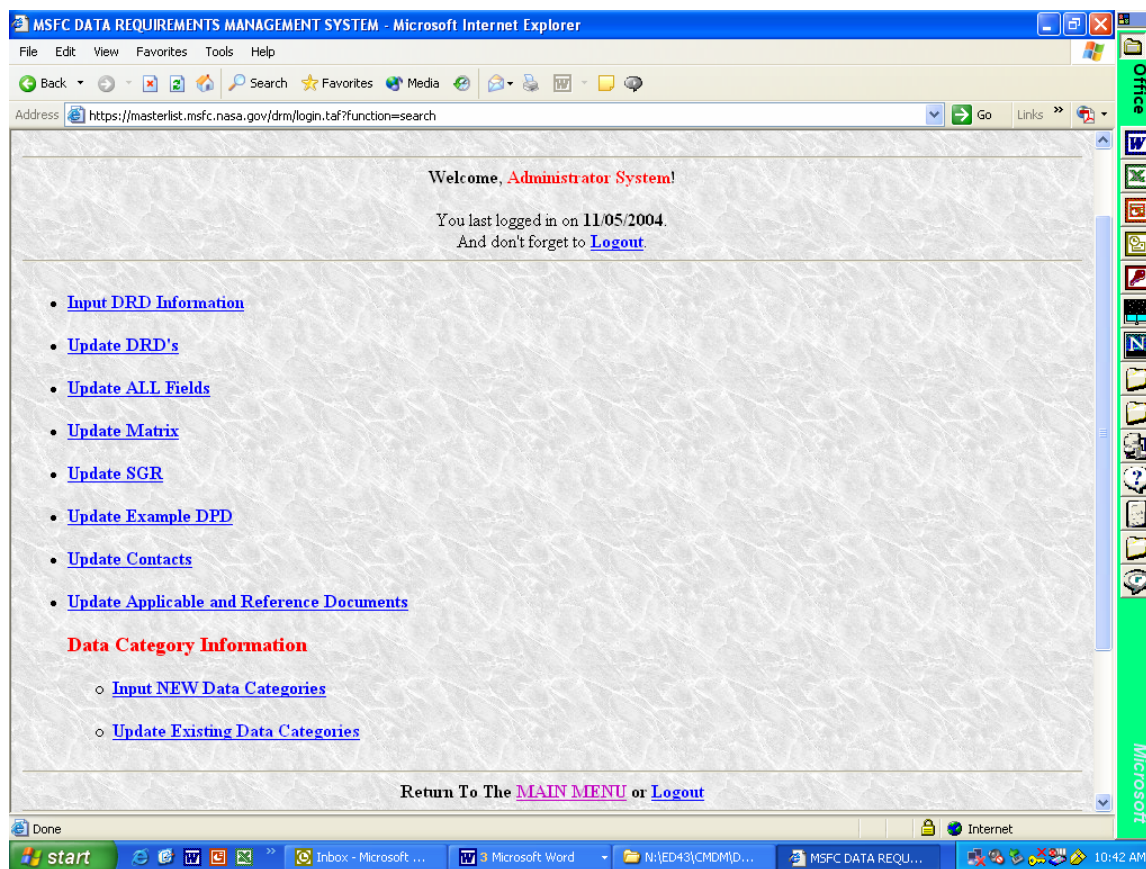 MSFC DATA REQUIREMENTS MANAGEMENT SYSTEM - Microsoft Internet Explorer
File Edit View Favorites Tools Help
Back Search Favorites Media
Address https://masterlist.msfc.nasa.gov/drm/login.taf?function=search Go Links »
Office
Welcome, Administrator System!
You last logged in on 11/05/2004.
And don't forget to Logout.
Input DRD Information
Update DRD's
Update ALL Fields
Update Matrix
Update SGR
Update Example DPD
Update Contacts
Update Applicable and Reference Documents
Data Category Information
Input NEW Data Categories
Update Existing Data Categories
Return To The MAIN MENU or Logout
Microsoft
Done Internet
start » Inbox - Microsoft ... 3 Microsoft Word N:\ED43\CMDM\D... MSFC DATA REQU... 10:42 AM